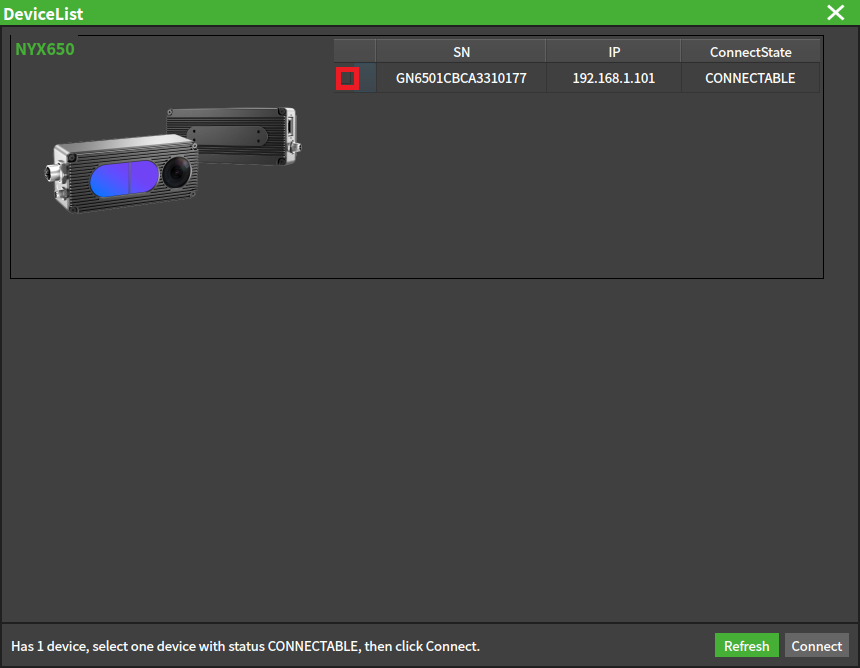 DeviceList
NYX650
SN IP ConnectState
GN6501CBCA3310177 192.168.1.101 CONNECTABLE
Has 1 device, select one device with status CONNECTABLE, then click Connect.
Refresh Connect